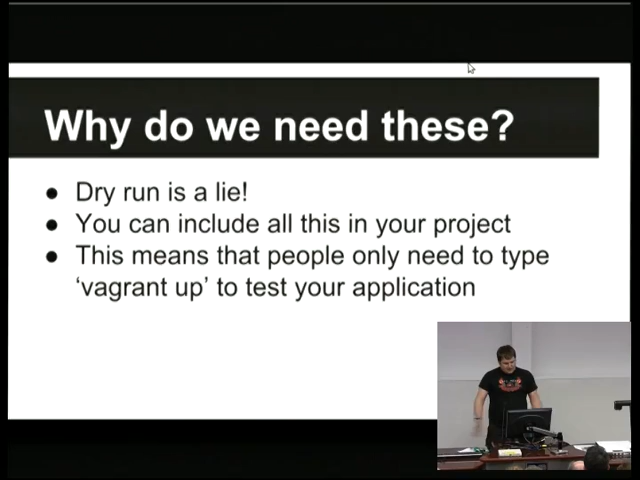 Why do we need these?
● Dry run is a lie!
● You can include all this in your project
● This means that people only need to type
‘vagrant up’ to test your application